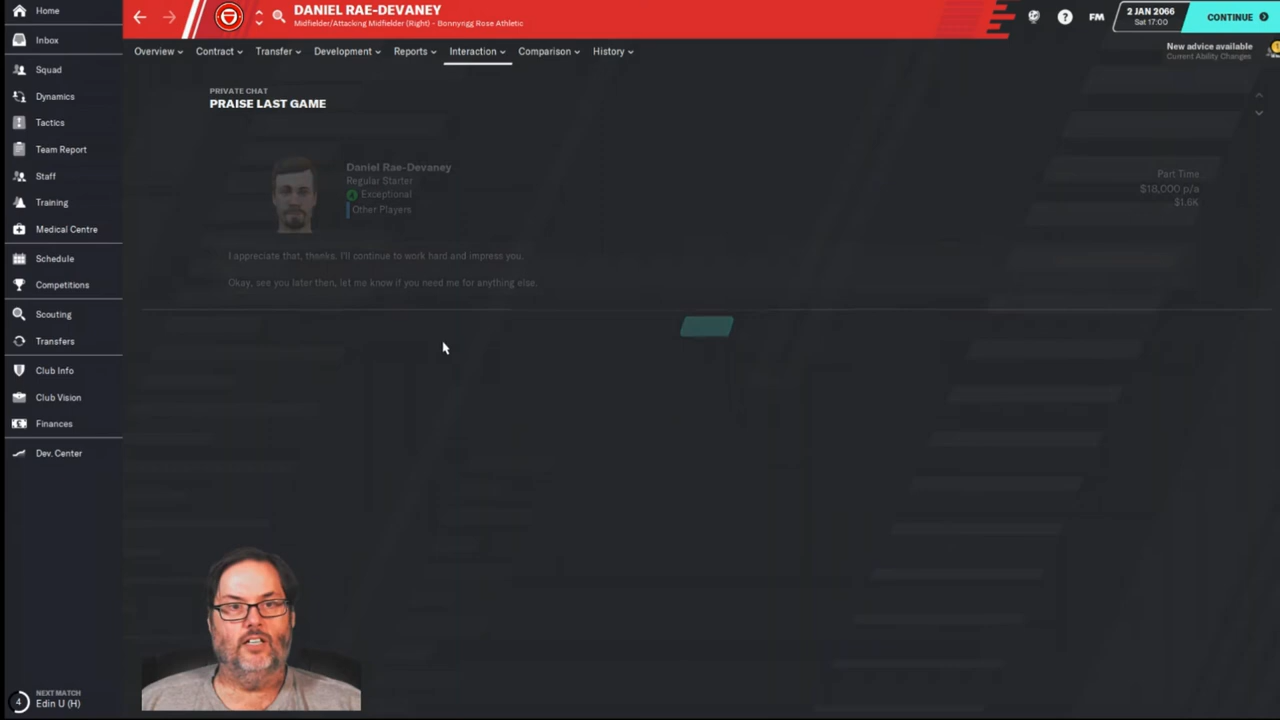 Home
Inbox
Squad
Dynamics
Tactics
Team Report
Staff
Training
Medical Centre
Schedule
Competitions
Scouting
Transfers
Club Info
Club Vision
Finances
Dev. Center
NEXT MATCH
4
Edin U (H)
DANIEL RAE-DEVANEY
Midfielder/Attacking Midfielder (Right) - Bonnyrigg Rose Athletic
FM
2 JAN 2066
Sat 17:00
CONTINUE
Overview
Contract
Transfer
Development
Reports
Interaction
Comparison
History
New advice available
Current Ability Changes
PRIVATE CHAT
PRAISE LAST GAME
Daniel Rae-Devaney
Regular Starter
Exceptional
Other Players
Part Time
$18,000 p/a
$1.6K
I appreciate that, thanks. I'll continue to work hard and impress you.
Okay, see you later then, let me know if you need me for anything else.